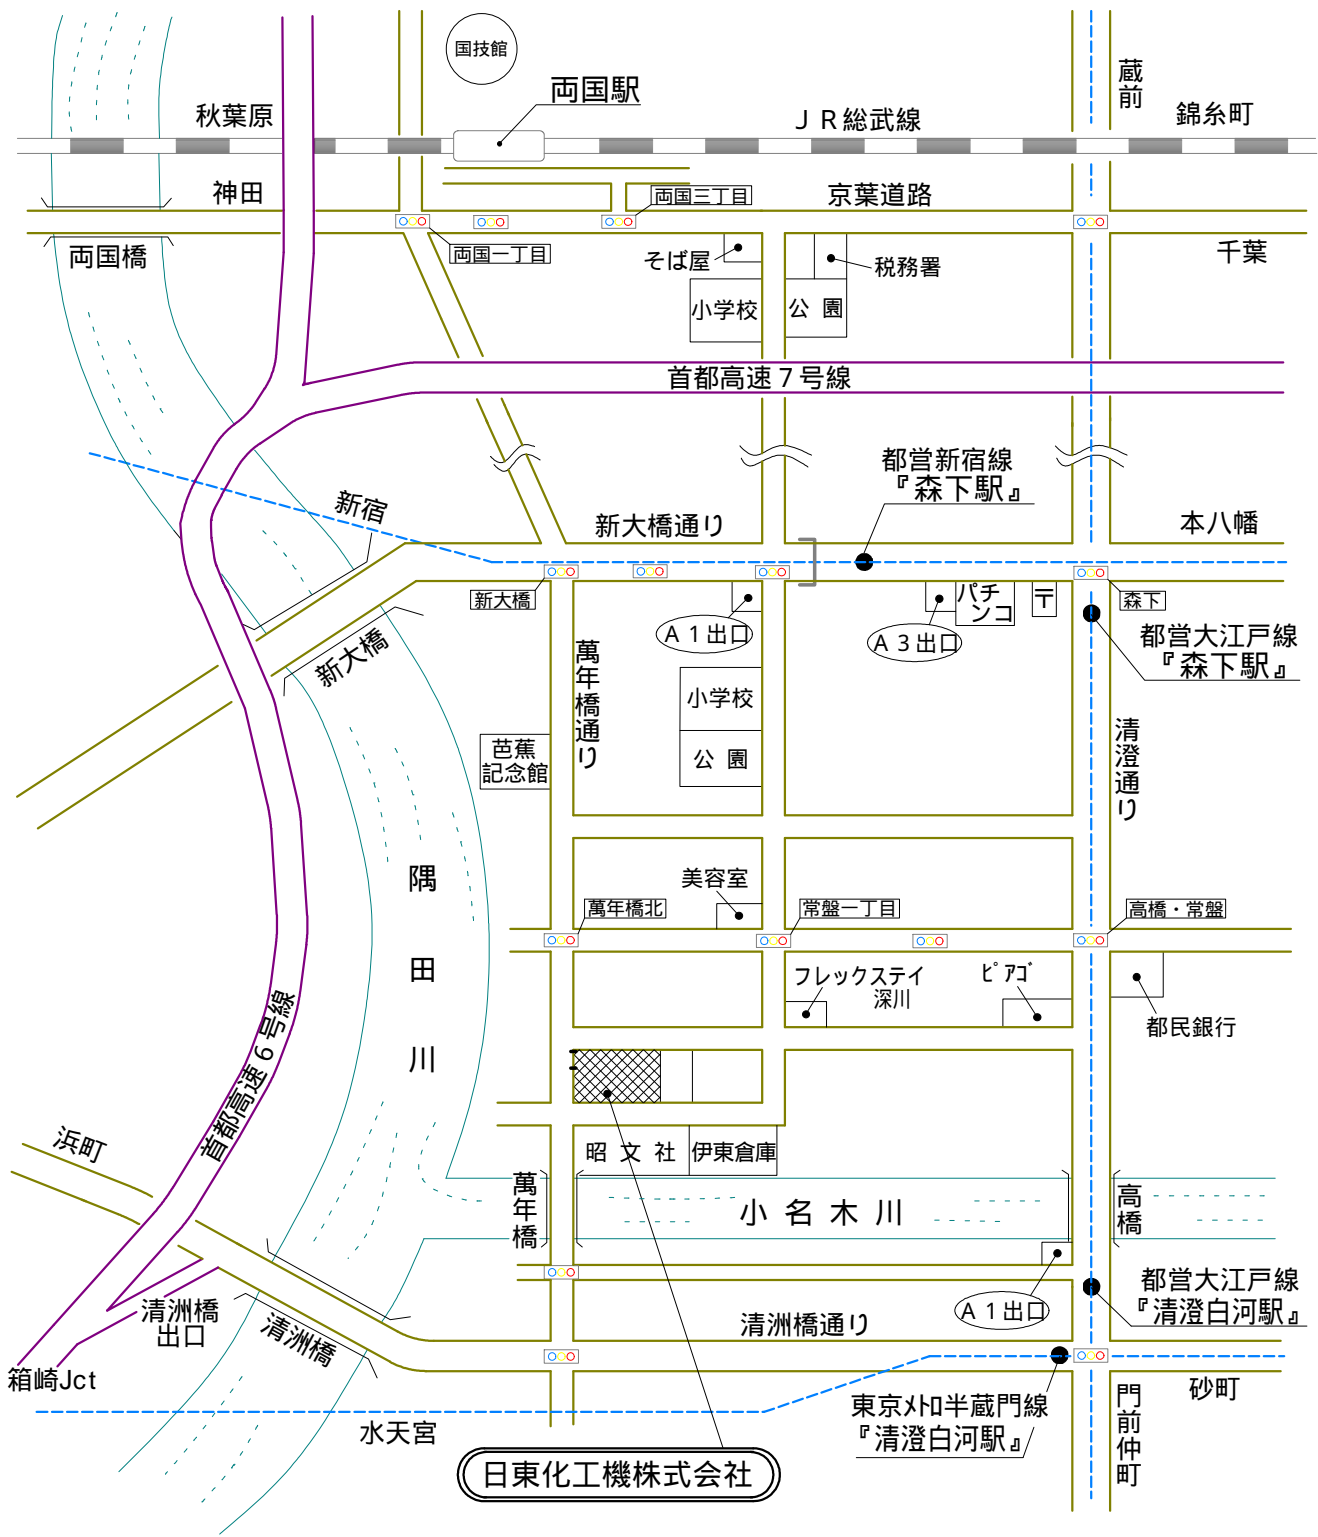 国技館
両国駅
蔵前
秋葉原
ＪＲ総武線
錦糸町
神田
両国三丁目
京葉道路
両国橋
両国一丁目
そば屋
税務署
千葉
小学校
公園
首都高速７号線
都営新宿線
『森下駅』
新宿
新大橋通り
本八幡
新大橋
Ａ１出口
Ａ３出口
パチ
ンコ
〒
森下
都営大江戸線
『森下駅』
新大橋
萬年橋通り
小学校
公園
芭蕉
記念館
清澄通り
隅田川
美容室
萬年橋北
常盤一丁目
高橋・常盤
フレックステイ
深川
ﾋﾟｱｺﾞ
都民銀行
首都高速６号線
浜町
昭文社
伊東倉庫
萬年橋
小名木川
高橋
清洲橋
出口
清洲橋
清洲橋通り
Ａ１出口
都営大江戸線
『清澄白河駅』
箱崎Jct
水天宮
東京ﾒﾄﾛ半蔵門線
『清澄白河駅』
門前仲町
砂町
日東化工機株式会社